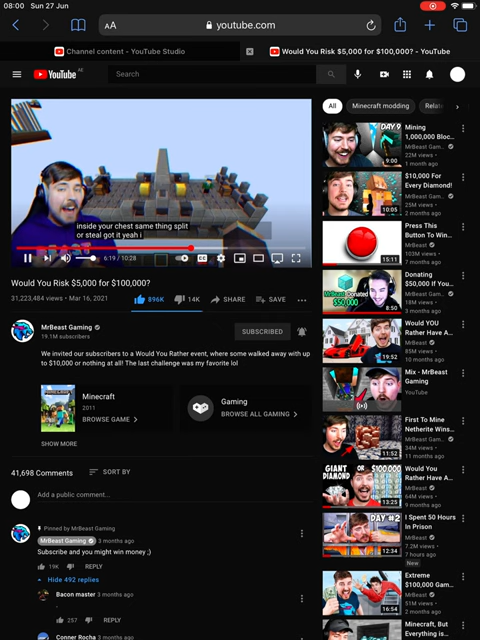 08:00 Sun 27 Jun
AA youtube.com
Channel content - YouTube Studio
Would You Risk $5,000 for $100,000? - YouTube
YouTube
Search
inside your chest same thing split
or steal got it yeah i
6:19 / 10:28
Would You Risk $5,000 for $100,000?
31,223,484 views • Mar 16, 2021
896K 14K SHARE SAVE
MrBeast Gaming
19.1M subscribers
SUBSCRIBED
We invited our subscribers to a Would You Rather event, where some walked away with up
to $10,000 or nothing at all! The last challenge was my favorite lol
Minecraft
2011
BROWSE GAME
Gaming
BROWSE ALL GAMING
SHOW MORE
41,698 Comments SORT BY
Add a public comment...
Pinned by MrBeast Gaming
MrBeast Gaming 3 months ago
Subscribe and you might win money ;)
19K REPLY
Hide 492 replies
Bacon master 3 months ago
.
257 REPLY
Conner Rocha 3 months ago
All Minecraft modding Relat
DAY 9
9:00
Mining
1,000,000 Bloc...
MrBeast Gam...
22M views •
1 month ago
10:05
$10,000 For
Every Diamond!
MrBeast Gam...
25M views •
2 months ago
15:11
Press This
Button To Win...
MrBeast
103M views •
7 months ago
MrBeast Donated
$50,000
8:50
Donating
$50,000 If You...
MrBeast Gam...
18M views •
3 months ago
19:52
Would YOU
Rather Have A...
MrBeast
85M views •
10 months ago
Mix - MrBeast
Gaming
YouTube
11:52
First To Mine
Netherite Wins...
MrBeast Gam...
34M views •
11 months ago
GIANT
DIAMOND OR $100,000
13:25
Would You
Rather Have A...
MrBeast
64M views •
9 months ago
DAY #2
12:34
I Spent 50 Hours
In Prison
MrBeast
7.2M views •
7 hours ago
New
16:54
Extreme
$100,000 Gam...
MrBeast
51M views •
2 months ago
Minecraft, But
Everything is...